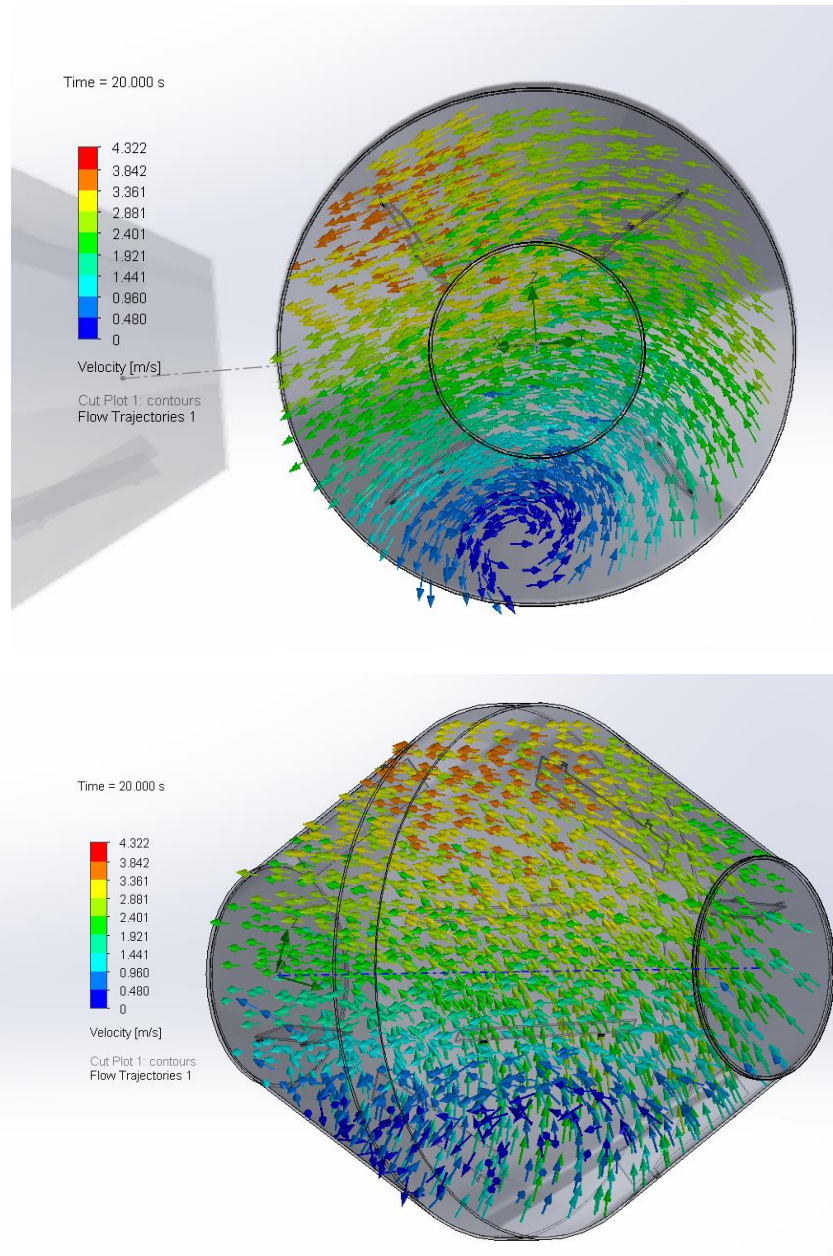 Time = 20.000 s
4.322
3.842
3.361
2.881
2.401
1.921
1.441
0.960
0.480
0
Velocity [m/s]
Cut Plot 1: contours
Flow Trajectories 1
Time = 20.000 s
4.322
3.842
3.361
2.881
2.401
1.921
1.441
0.960
0.480
0
Velocity [m/s]
Cut Plot 1: contours
Flow Trajectories 1